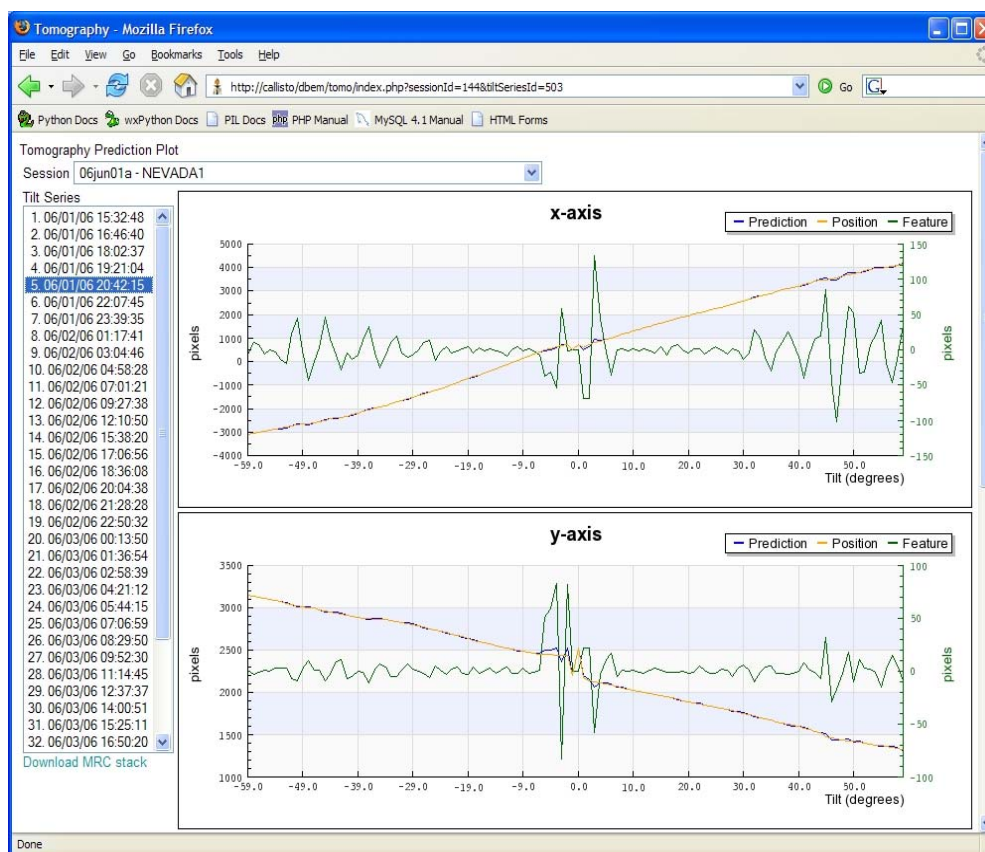 Tomography - Mozilla Firefox
File Edit View Go Bookmarks Tools Help
http://callisto/dbem/tomo/index.php?sessionId=144&tiltSeriesId=503
Go
G
Python Docs wxPython Docs PIL Docs php PHP Manual MySQL 4.1 Manual HTML Forms
Tomography Prediction Plot
Session 06jun01a - NEVADA1
Tilt Series
1. 06/01/06 15:32:48
2. 06/01/06 16:46:40
3. 06/01/06 18:02:37
4. 06/01/06 19:21:04
5. 06/01/06 20:42:15
6. 06/01/06 22:07:45
7. 06/01/06 23:39:35
8. 06/02/06 01:17:41
9. 06/02/06 03:04:46
10. 06/02/06 04:58:28
11. 06/02/06 07:01:21
12. 06/02/06 09:27:38
13. 06/02/06 12:10:50
14. 06/02/06 15:38:20
15. 06/02/06 17:06:56
16. 06/02/06 18:36:08
17. 06/02/06 20:04:38
18. 06/02/06 21:28:28
19. 06/02/06 22:50:32
20. 06/03/06 00:13:50
21. 06/03/06 01:36:54
22. 06/03/06 02:58:39
23. 06/03/06 04:21:12
24. 06/03/06 05:44:15
25. 06/03/06 07:06:59
26. 06/03/06 08:29:50
27. 06/03/06 09:52:30
28. 06/03/06 11:14:45
29. 06/03/06 12:37:37
30. 06/03/06 14:00:51
31. 06/03/06 15:25:11
32. 06/03/06 16:50:20
Download MRC stack
x-axis
Prediction Position Feature
pixels
5000
4000
3000
2000
1000
0
-1000
-2000
-3000
-4000
-59.0 -49.0 -39.0 -29.0 -19.0 -9.0 0.0 10.0 20.0 30.0 40.0 50.0
Tilt (degrees)
150
100
50
0
-50
-100
-150
pixels
y-axis
Prediction Position Feature
pixels
3500
3000
2500
2000
1500
1000
-59.0 -49.0 -39.0 -29.0 -19.0 -9.0 0.0 10.0 20.0 30.0 40.0 50.0
Tilt (degrees)
100
50
0
-50
-100
pixels
Done